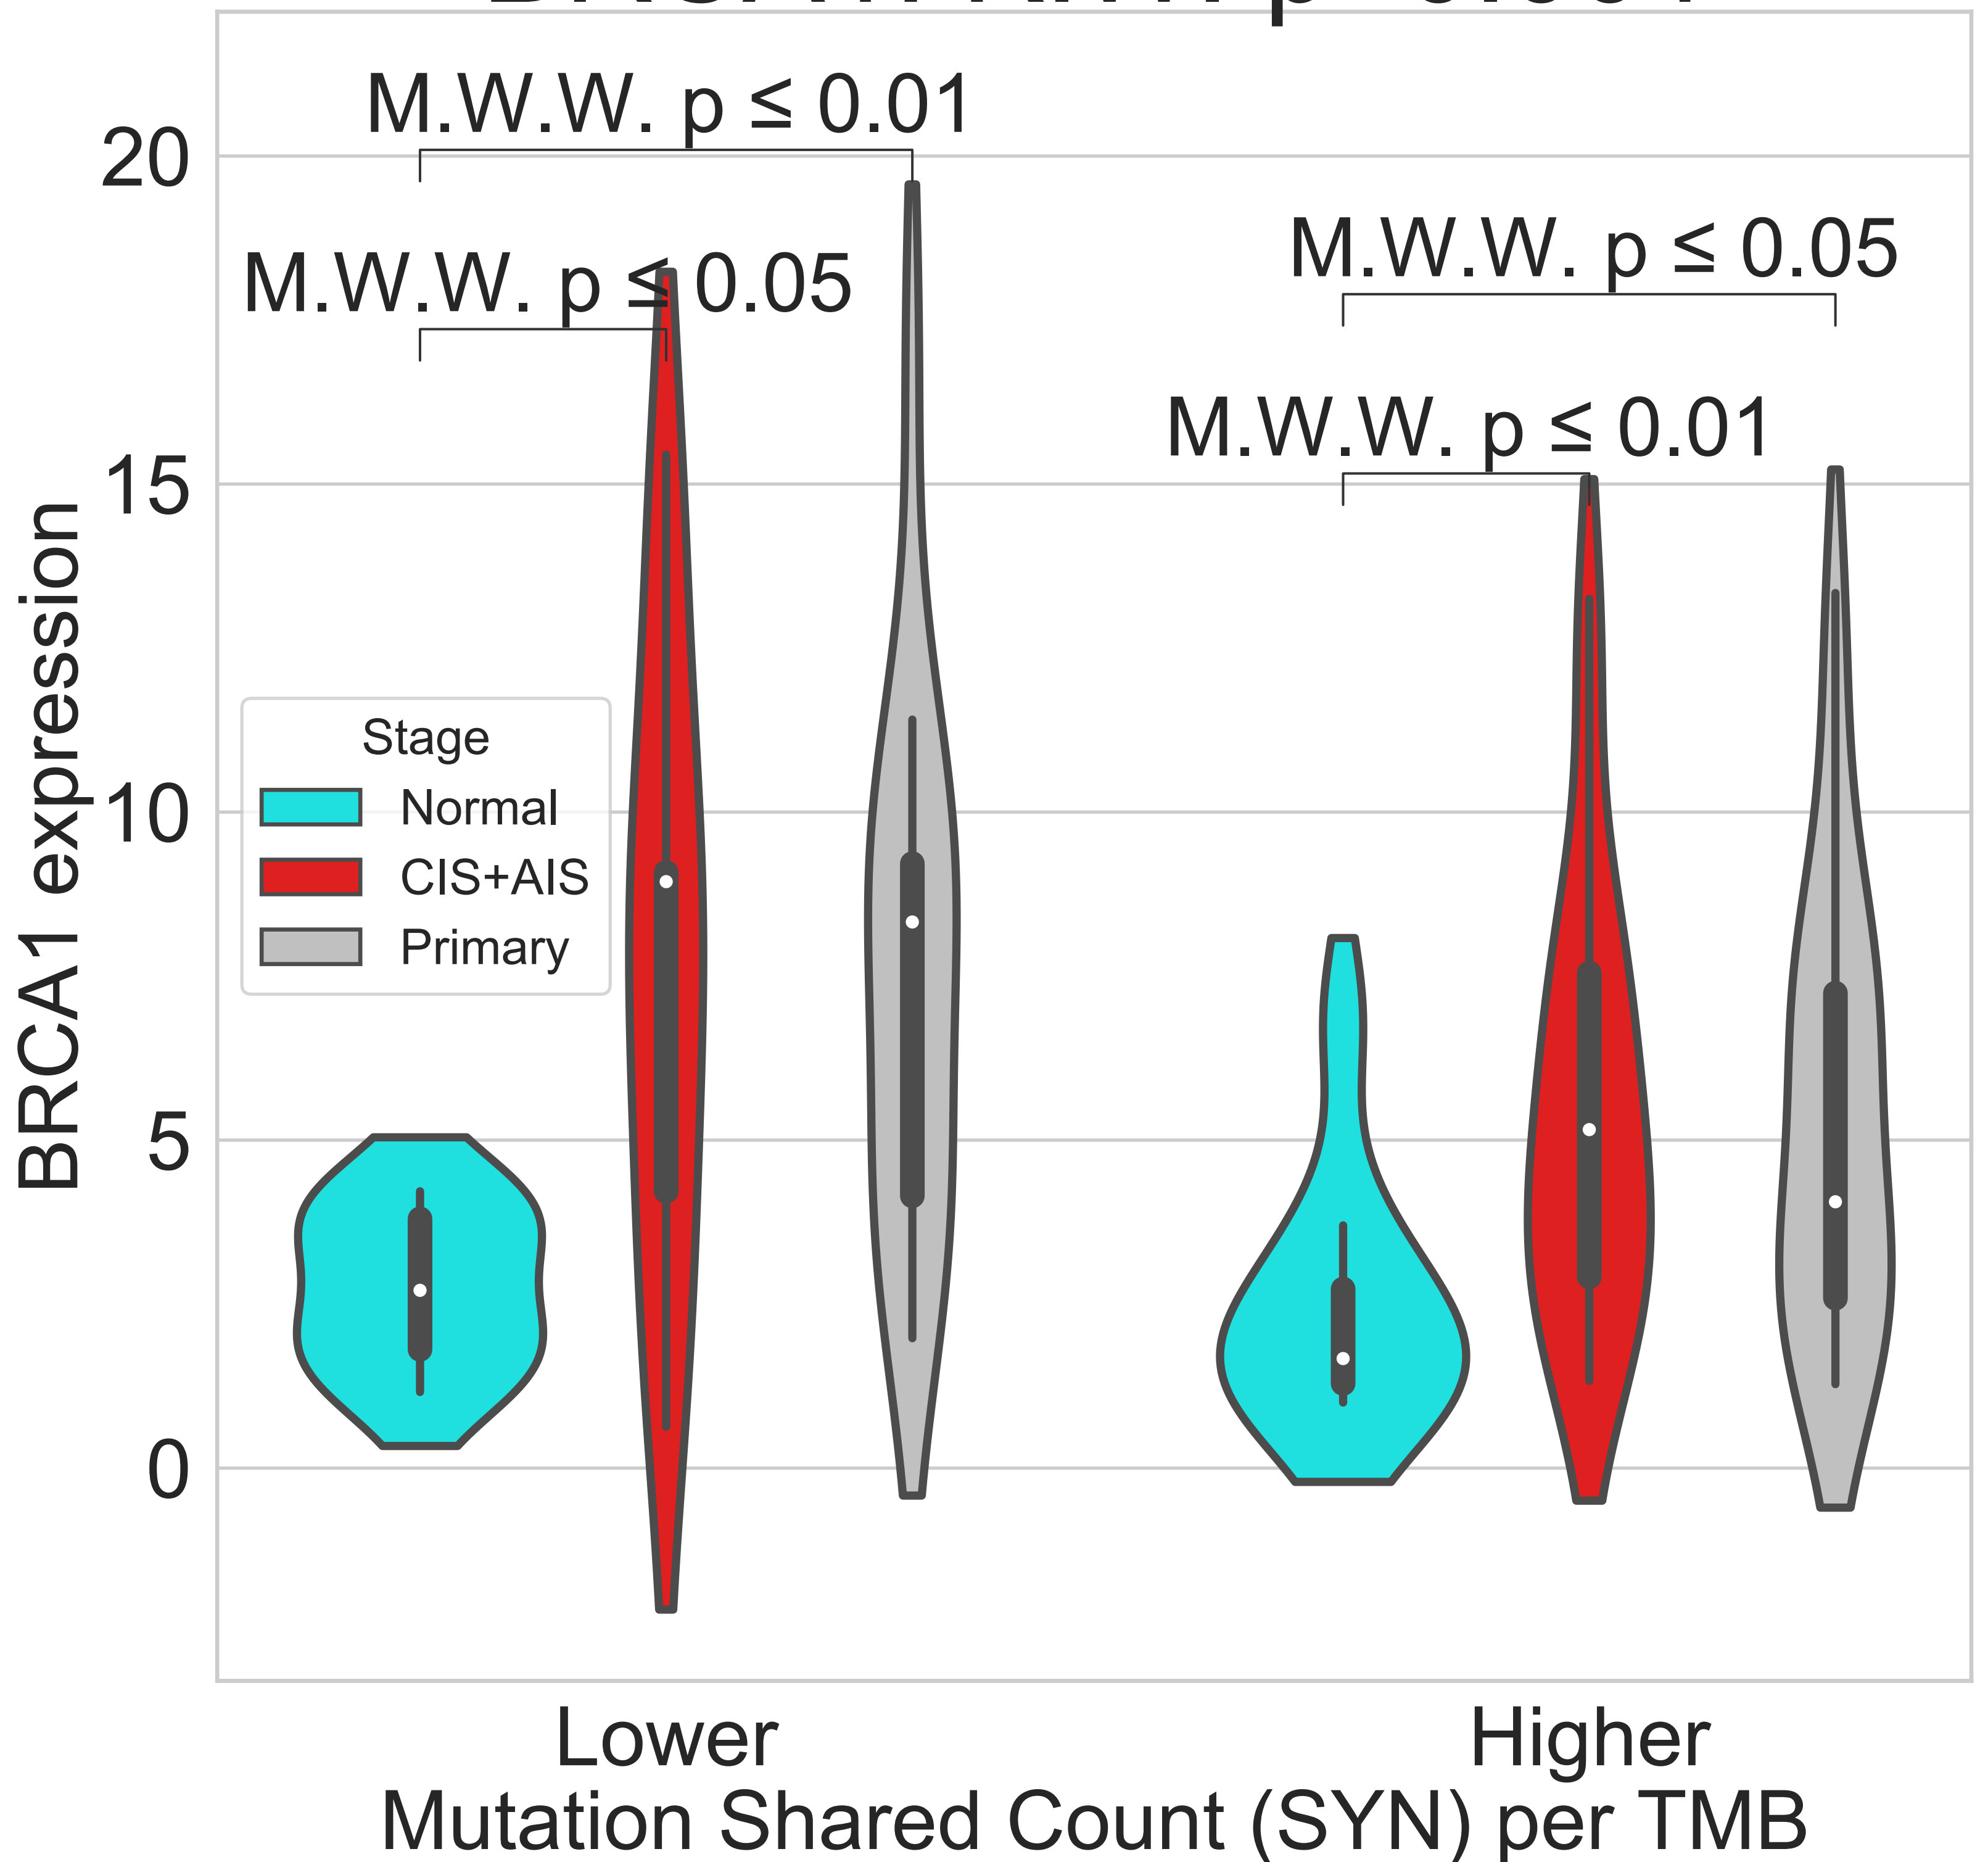 M.W.W. p ≤ 0.01
M.W.W. p ≤ 0.05
M.W.W. p ≤ 0.05
M.W.W. p ≤ 0.01
20
15
10
5
0
BRCA1 expression
Stage
Normal
CIS+AIS
Primary
Lower
Higher
Mutation Shared Count (SYN) per TMB